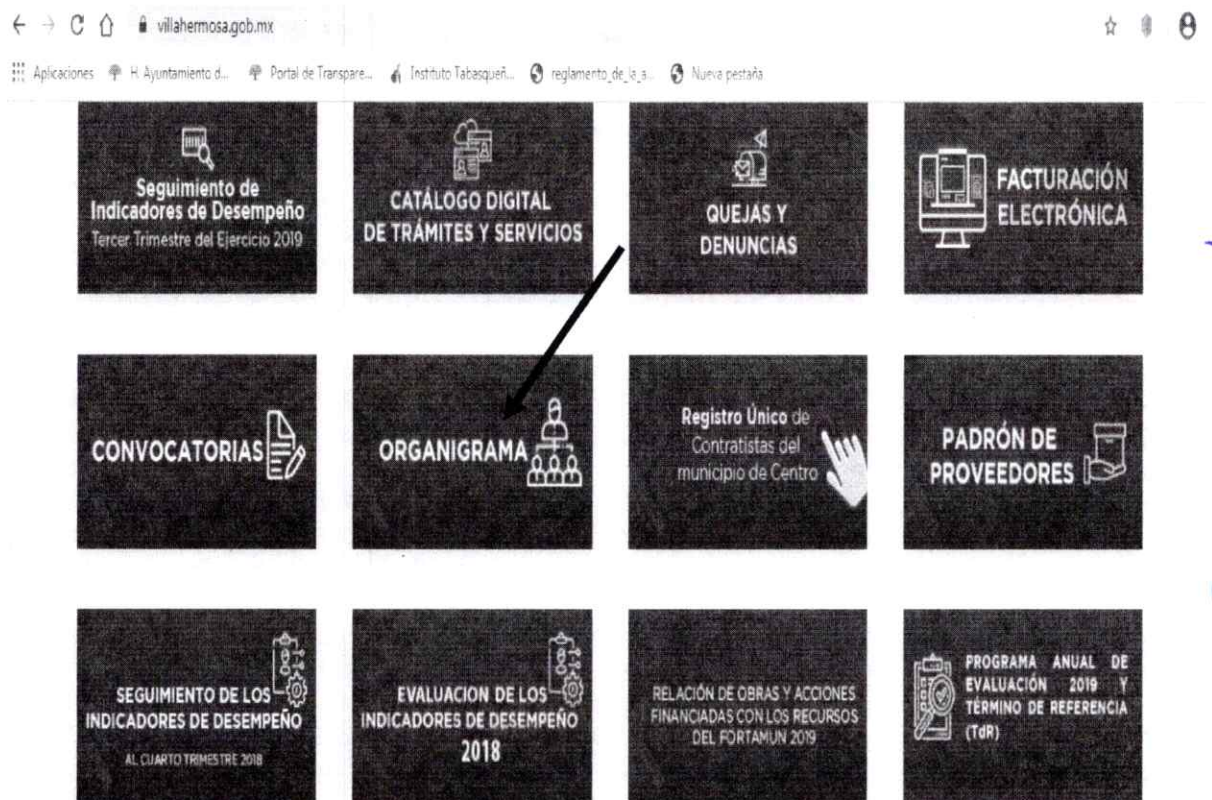 villahermosa.gob.mx
Aplicaciones H. Ayuntamiento d... Portal de Transpare... Instituto Tabasqueñ... reglamento_de_la_a... Nueva pestaña
Seguimiento de
Indicadores de Desempeño
Tercer Trimestre del Ejercicio 2019
CATÁLOGO DIGITAL
DE TRÁMITES Y SERVICIOS
QUEJAS Y
DENUNCIAS
FACTURACIÓN
ELECTRÓNICA
CONVOCATORIAS
ORGANIGRAMA
Registro Único de
Contratistas del
municipio de Centro
PADRÓN DE
PROVEEDORES
SEGUIMIENTO DE LOS
INDICADORES DE DESEMPEÑO
AL CUARTO TRIMESTRE 2018
EVALUACION DE LOS
INDICADORES DE DESEMPEÑO
2018
RELACIÓN DE OBRAS Y ACCIONES
FINANCIADAS CON LOS RECURSOS
DEL FORTAMUN 2019
PROGRAMA ANUAL DE
EVALUACIÓN 2019 Y
TÉRMINO DE REFERENCIA
(TdR)